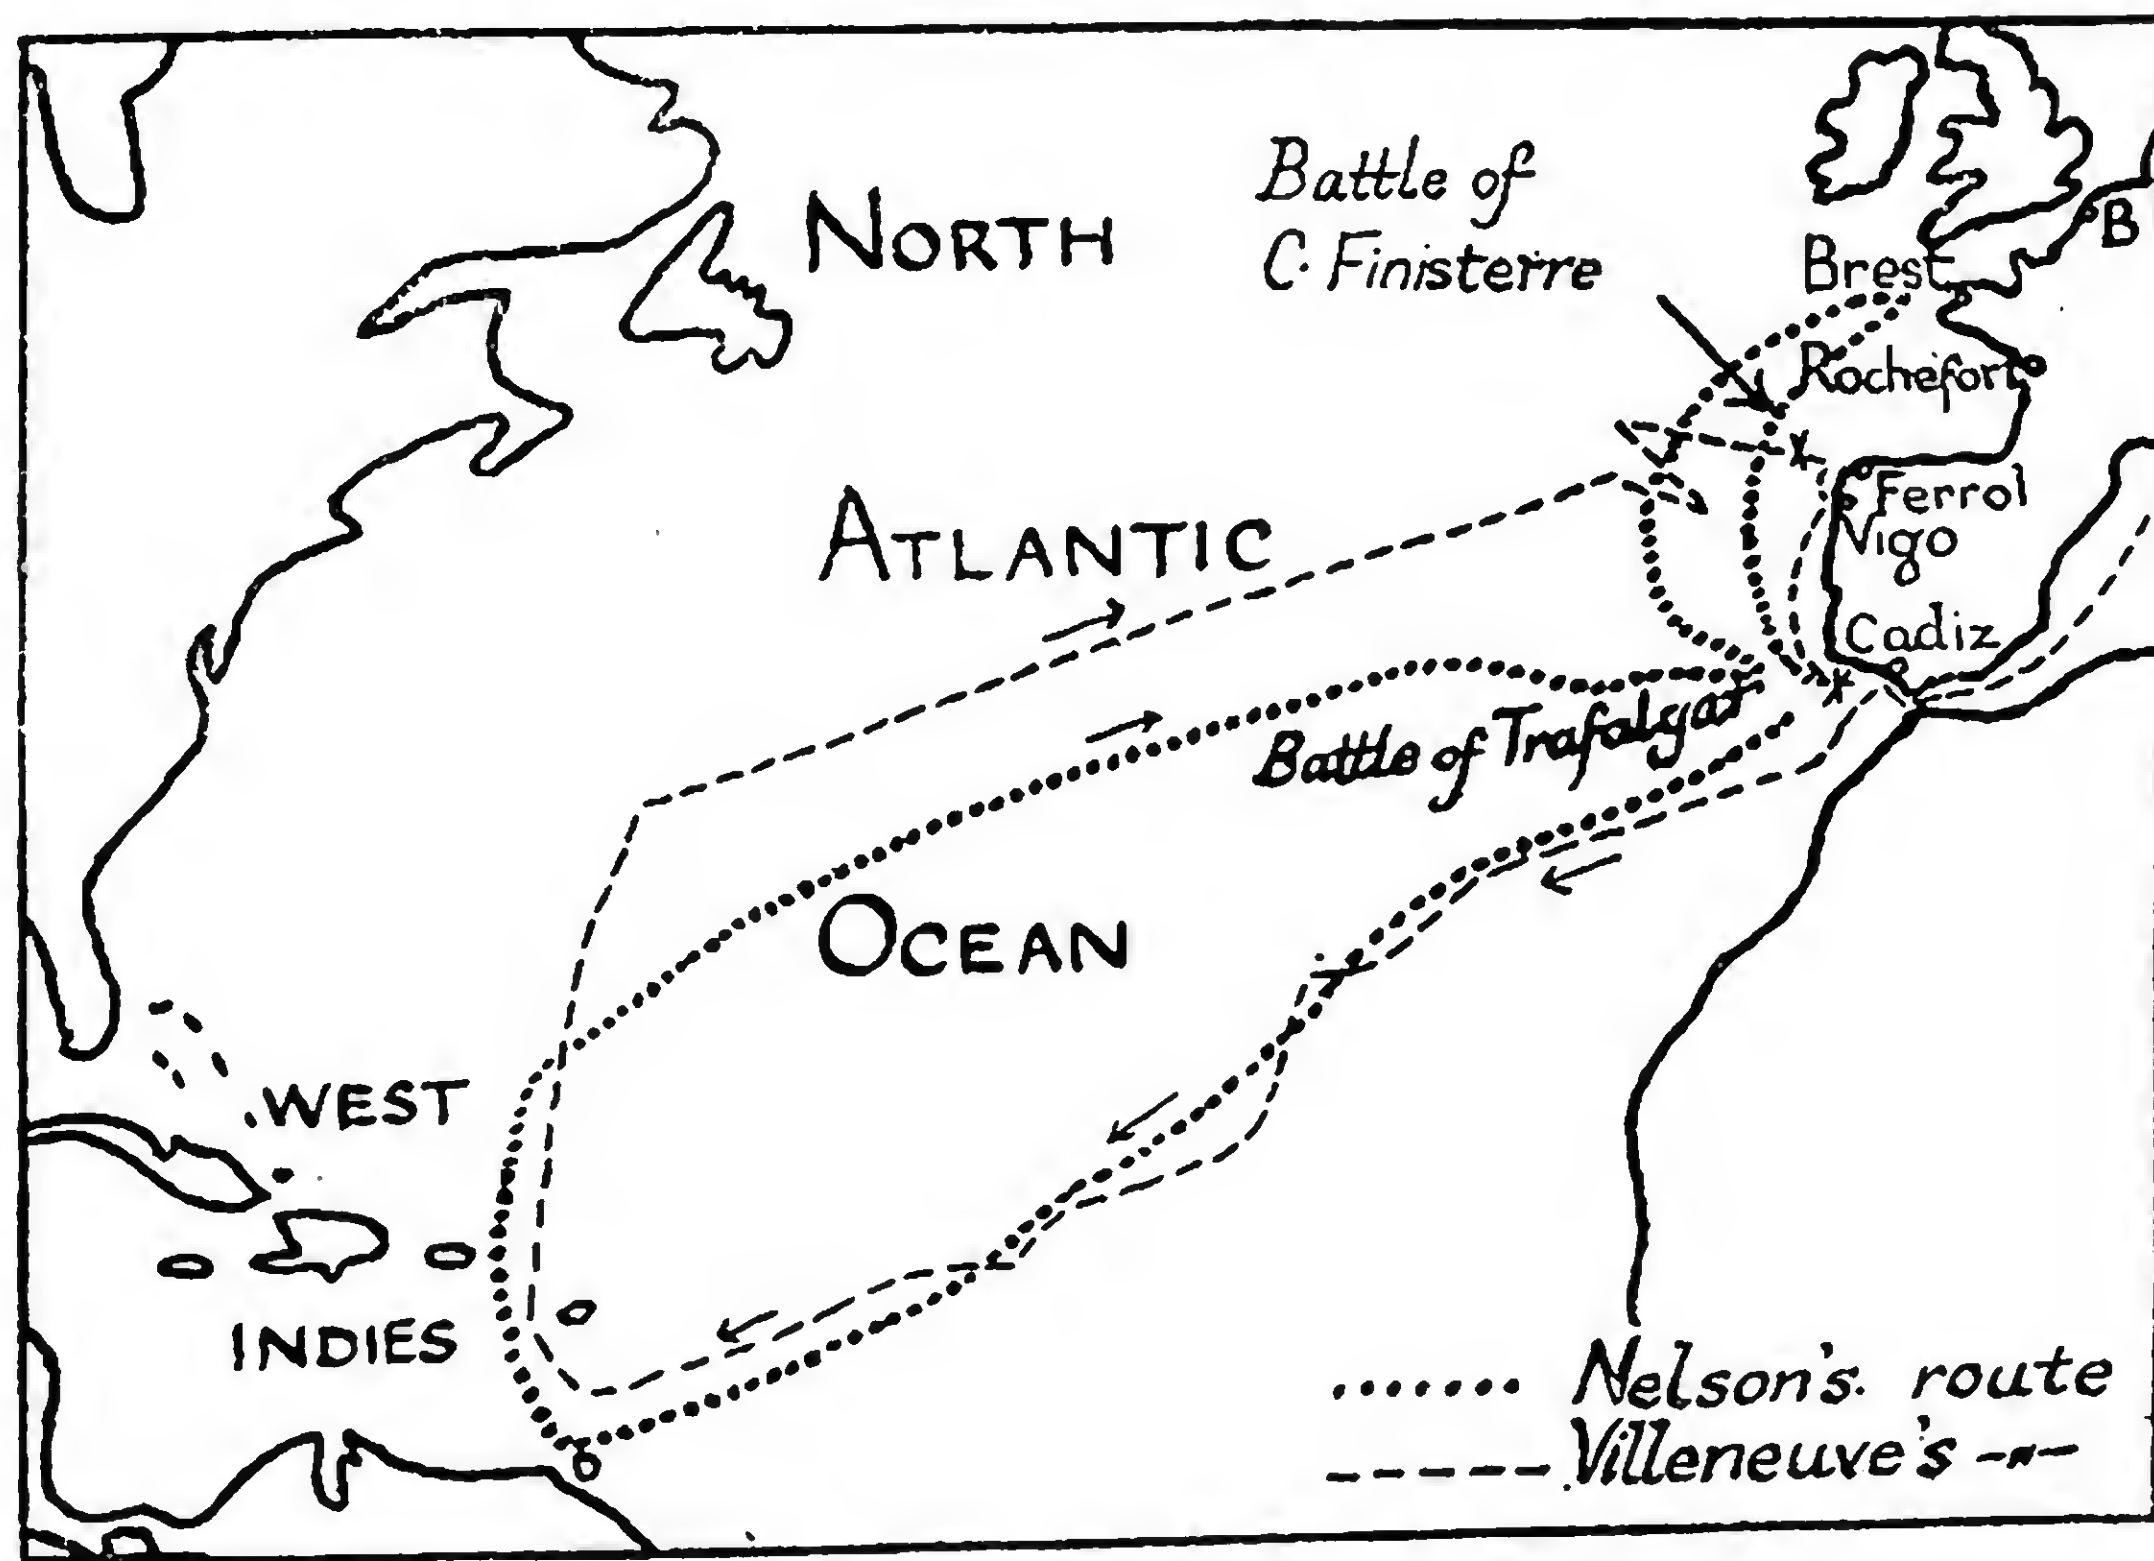 NORTH
ATLANTIC
OCEAN
Battle of
C. Finisterre
Brest
B
Rochefort
Ferrol
Vigo
Cadiz
Battle of Trafalgar
WEST
INDIES
Nelson's. route
Villeneuve's -"-